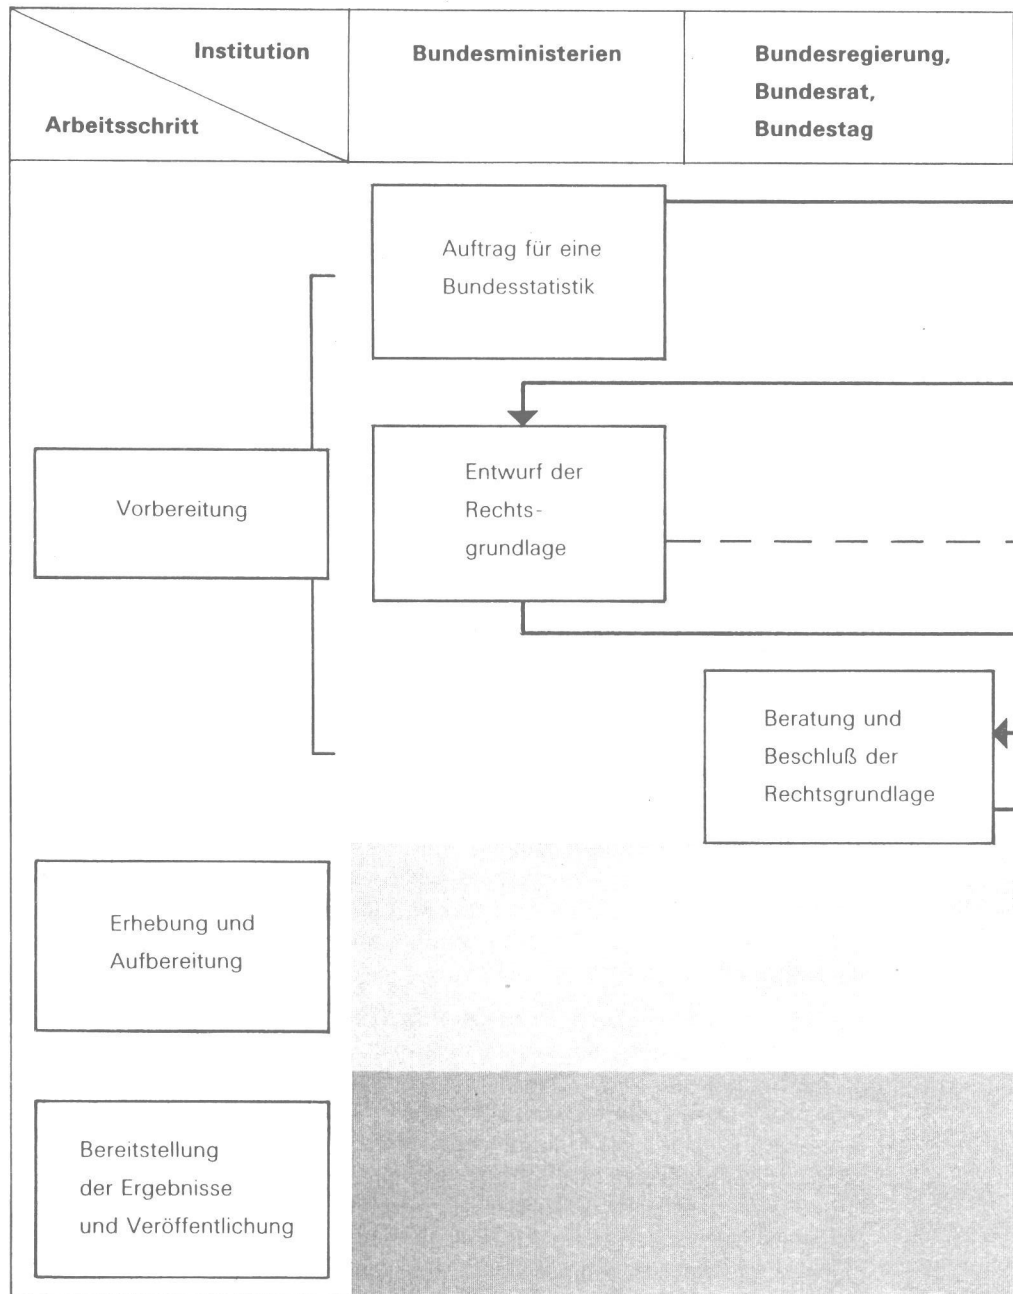 Institution
Arbeitsschritt
Bundesministerien
Bundesregierung,
Bundesrat,
Bundestag
Auftrag für eine
Bundesstatistik
Vorbereitung
Entwurf der
Rechts-
grundlage
Beratung und
Beschluß der
Rechtsgrundlage
Erhebung und
Aufbereitung
Bereitstellung
der Ergebnisse
und Veröffentlichung